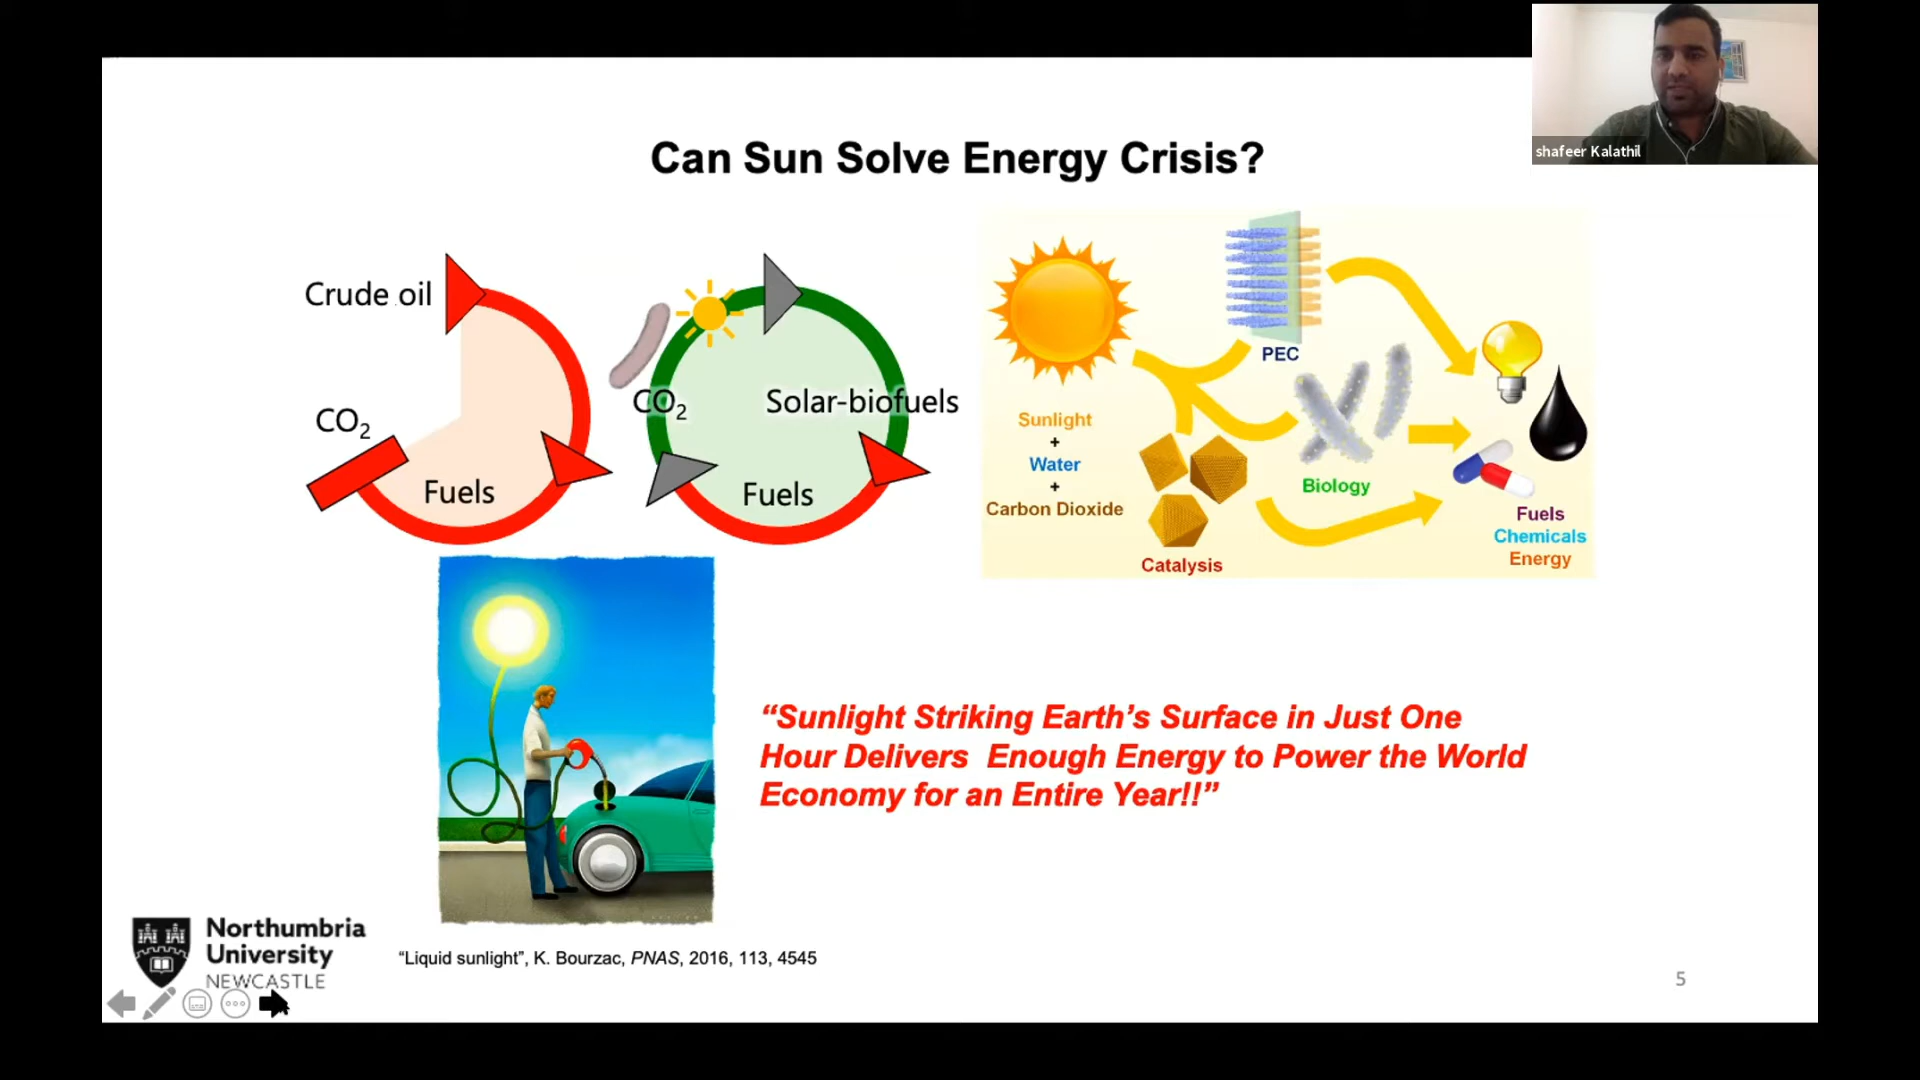 shafeer Kalathil
Can Sun Solve Energy Crisis?
Crude oil
CO2
Fuels
CO2
Solar-biofuels
Fuels
PEC
Sunlight
+
Water
+
Carbon Dioxide
Biology
Catalysis
Fuels
Chemicals
Energy
“Sunlight Striking Earth’s Surface in Just One
Hour Delivers Enough Energy to Power the World
Economy for an Entire Year!!”
Northumbria
University
NEWCASTLE
“Liquid sunlight”, K. Bourzac, PNAS, 2016, 113, 4545
5